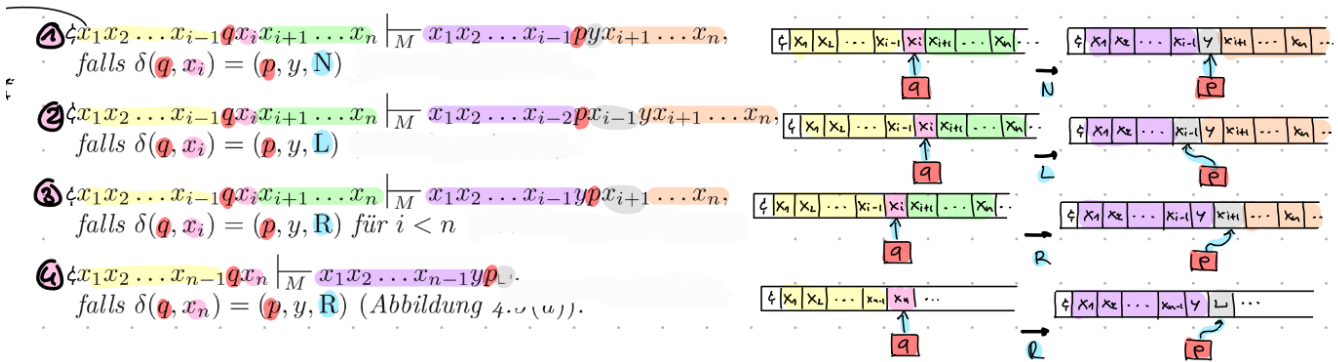 ① ¢x₁x₂ … xᵢ₋₁qxᵢxᵢ₊₁ … xₙ ⊢_M x₁x₂ … xᵢ₋₁pyxᵢ₊₁ … xₙ,
falls δ(q, xᵢ) = (p, y, N)
② ¢x₁x₂ … xᵢ₋₁qxᵢxᵢ₊₁ … xₙ ⊢_M x₁x₂ … xᵢ₋₂pxᵢ₋₁yxᵢ₊₁ … xₙ,
falls δ(q, xᵢ) = (p, y, L)
③ ¢x₁x₂ … xᵢ₋₁qxᵢxᵢ₊₁ … xₙ ⊢_M x₁x₂ … xᵢ₋₁ypxᵢ₊₁ … xₙ,
falls δ(q, xᵢ) = (p, y, R) für i < n
④ ¢x₁x₂ … xₙ₋₁qxₙ ⊢_M x₁x₂ … xₙ₋₁yp␣.
falls δ(q, xₙ) = (p, y, R) (Abbildung (a)).
¢ x₁ x₂ … xᵢ₋₁ xᵢ xᵢ₊₁ … xₙ …
q
→ N
¢ x₁ x₂ … xᵢ₋₁ y xᵢ₊₁ … xₙ …
p
¢ x₁ x₂ … xᵢ₋₁ xᵢ xᵢ₊₁ … xₙ …
q
→ L
¢ x₁ x₂ … xᵢ₋₁ y xᵢ₊₁ … xₙ …
p
¢ x₁ x₂ … xᵢ₋₁ xᵢ xᵢ₊₁ … xₙ …
q
→ R
¢ x₁ x₂ … xᵢ₋₁ y xᵢ₊₁ … xₙ …
p
¢ x₁ x₂ … xₙ₋₁ xₙ …
q
→ R
¢ x₁ x₂ … xₙ₋₁ y ␣ …
p